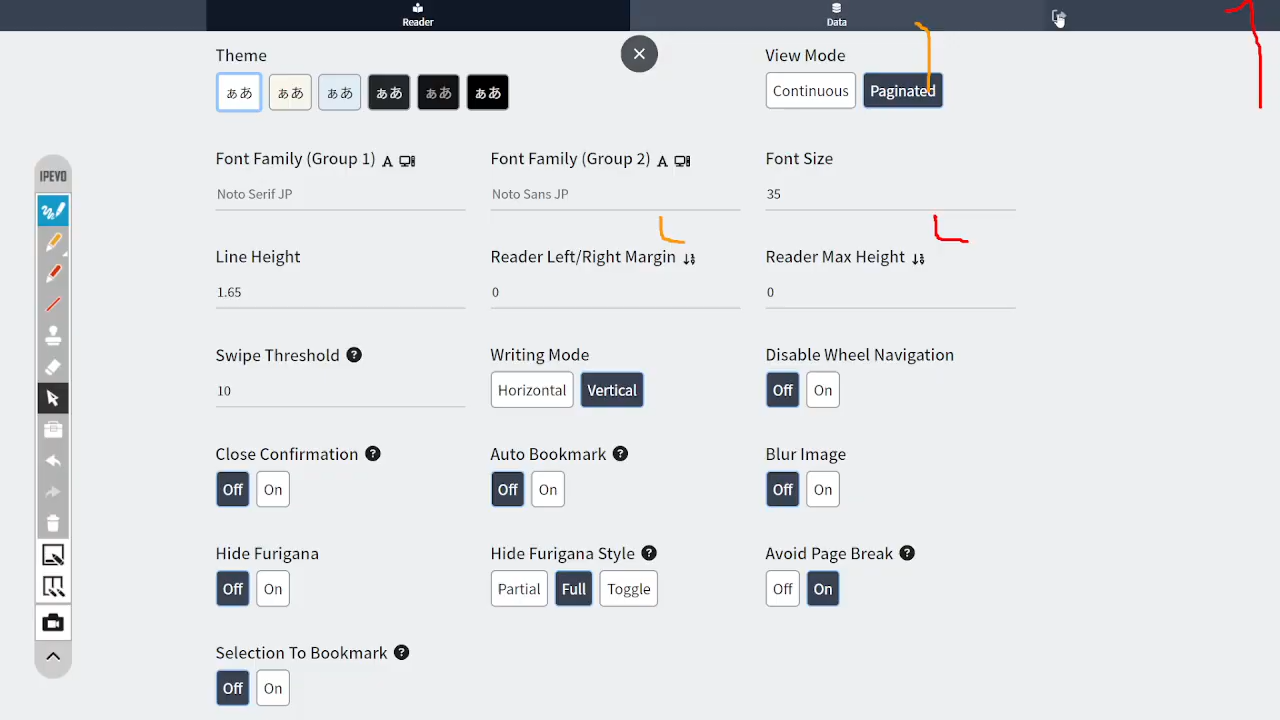 Reader
Data
Theme
View Mode
ぁあ ぁあ ぁあ ぁあ ぁあ ぁあ
Continuous Paginated
IPEVO
Font Family (Group 1) A
Font Family (Group 2) A
Font Size
Noto Serif JP
Noto Sans JP
35
Line Height
Reader Left/Right Margin
Reader Max Height
1.65
0
0
Swipe Threshold ?
Writing Mode
Disable Wheel Navigation
10
Horizontal Vertical
Off On
Close Confirmation ?
Auto Bookmark ?
Blur Image
Off On
Off On
Off On
Hide Furigana
Hide Furigana Style ?
Avoid Page Break ?
Off On
Partial Full Toggle
Off On
Selection To Bookmark ?
Off On